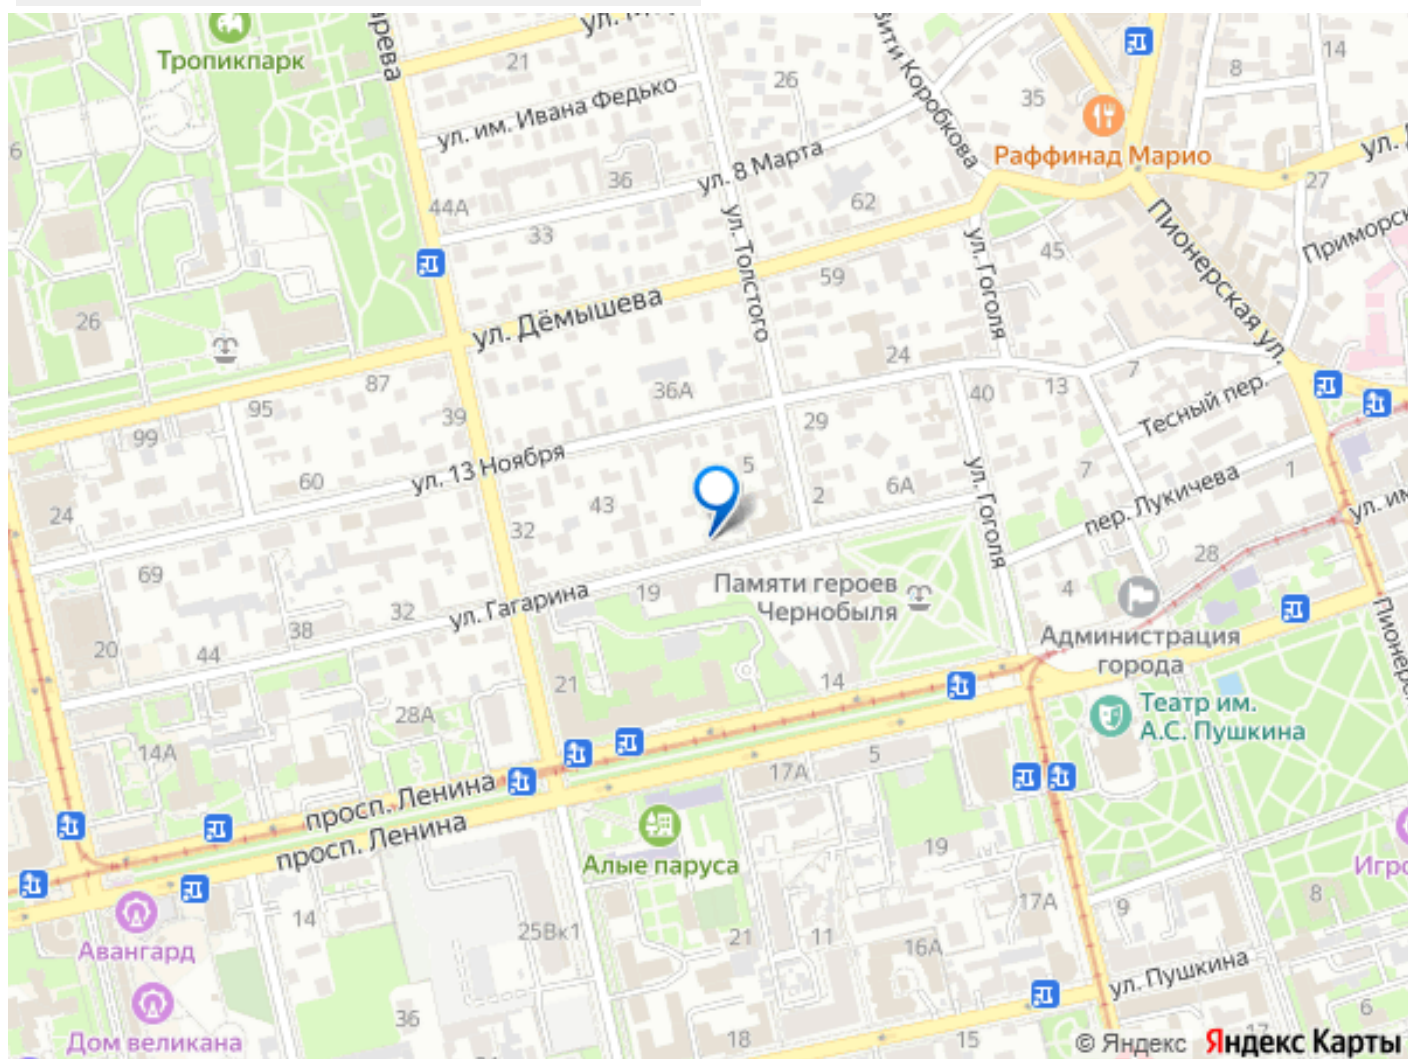 Тропикпарк
21
ул. им. Ивана Федько
Вити Коробкова
26
35
14
8
Раффинад Марио
ул. 8 Марта
36
44А
33
62
27
45
Пионерская ул.
ул. Толстого
ул. Гоголя
59
26
ул. Дёмышева
24
87
36А
95
39
99
29
40
13
7
Тесный пер.
ул. 13 Ноября
60
5
43
2
6А
24
32
7
1
пер. Лукичева
ул. Гоголя
69
28
4
19
32
ул. Гагарина
Памяти героев
Чернобыля
38
20
44
Администрация
города
21
14
28А
Театр им.
А.С. Пушкина
14А
5
17А
просп. Ленина
просп. Ленина
Алые паруса
19
14
17А
9
8
25Вк1
21
11
16А
Авангард
ул. Пушкина
36
6
18
15
17
Дом великана
© Яндекс Яндекс Карты